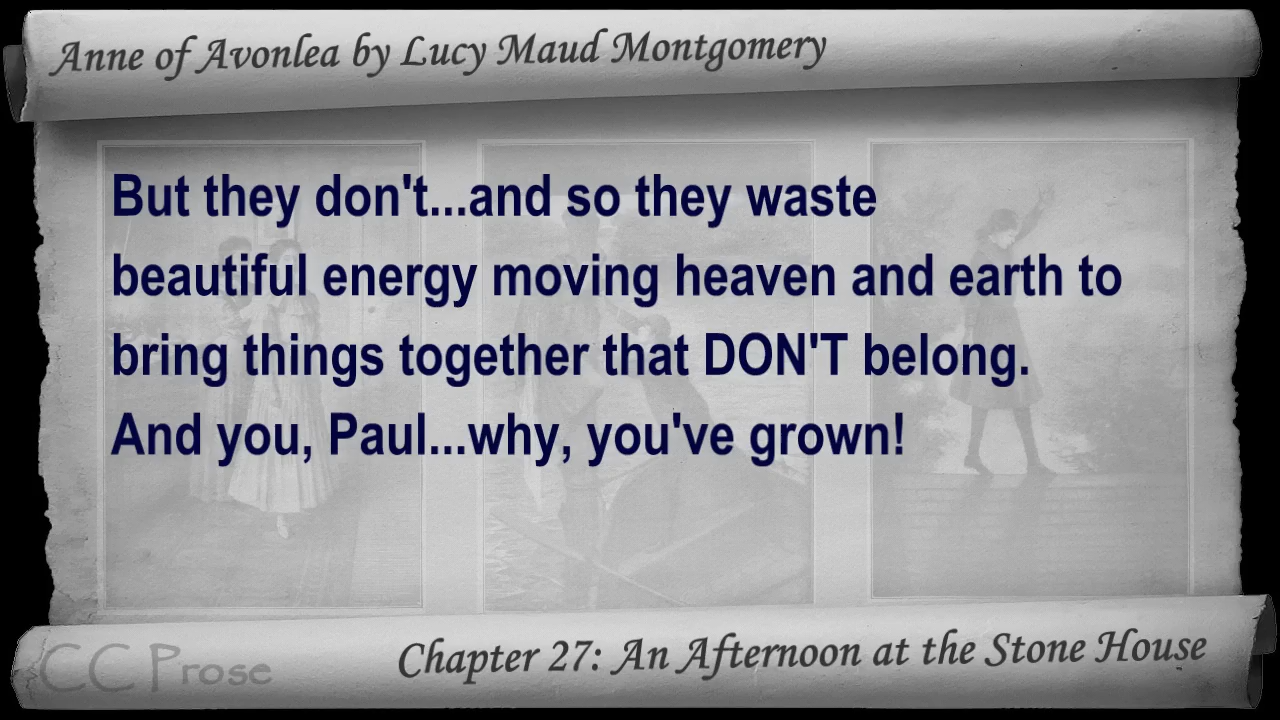 Anne of Avonlea by Lucy Maud Montgomery
But they don't...and so they waste
beautiful energy moving heaven and earth to
bring things together that DON'T belong.
And you, Paul...why, you've grown!
CC Prose
Chapter 27: An Afternoon at the Stone House